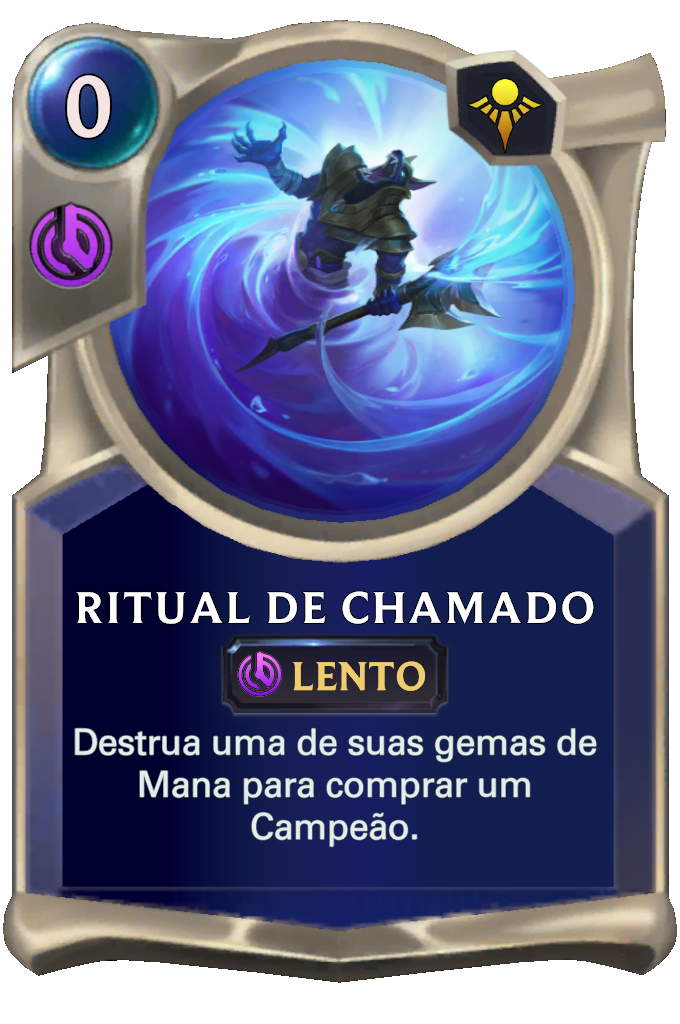 0
RITUAL DE CHAMADO
LENTO
Destrua uma de suas gemas de
Mana para comprar um
Campeão.